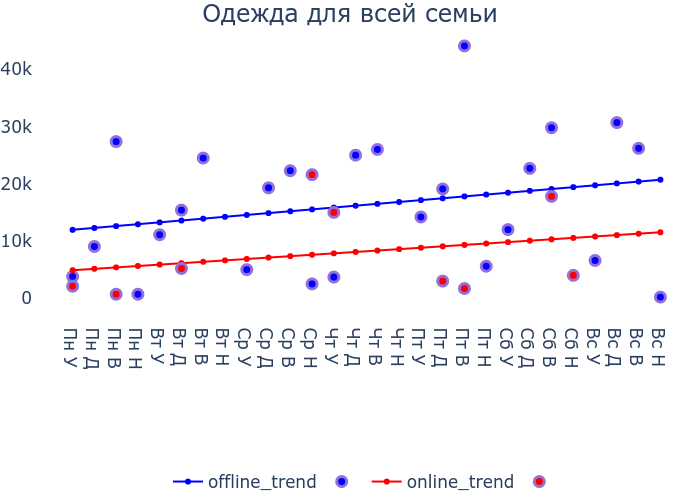 Одежда для всей семьи
40k
30k
20k
10k
0
Пн У
Пн Д
Пн В
Пн Н
Вт У
Вт Д
Вт В
Вт Н
Ср У
Ср Д
Ср В
Ср Н
Чт У
Чт Д
Чт В
Чт Н
Пт У
Пт Д
Пт В
Пт Н
Сб У
Сб Д
Сб В
Сб Н
Вс У
Вс Д
Вс В
Вс Н
offline_trend online_trend